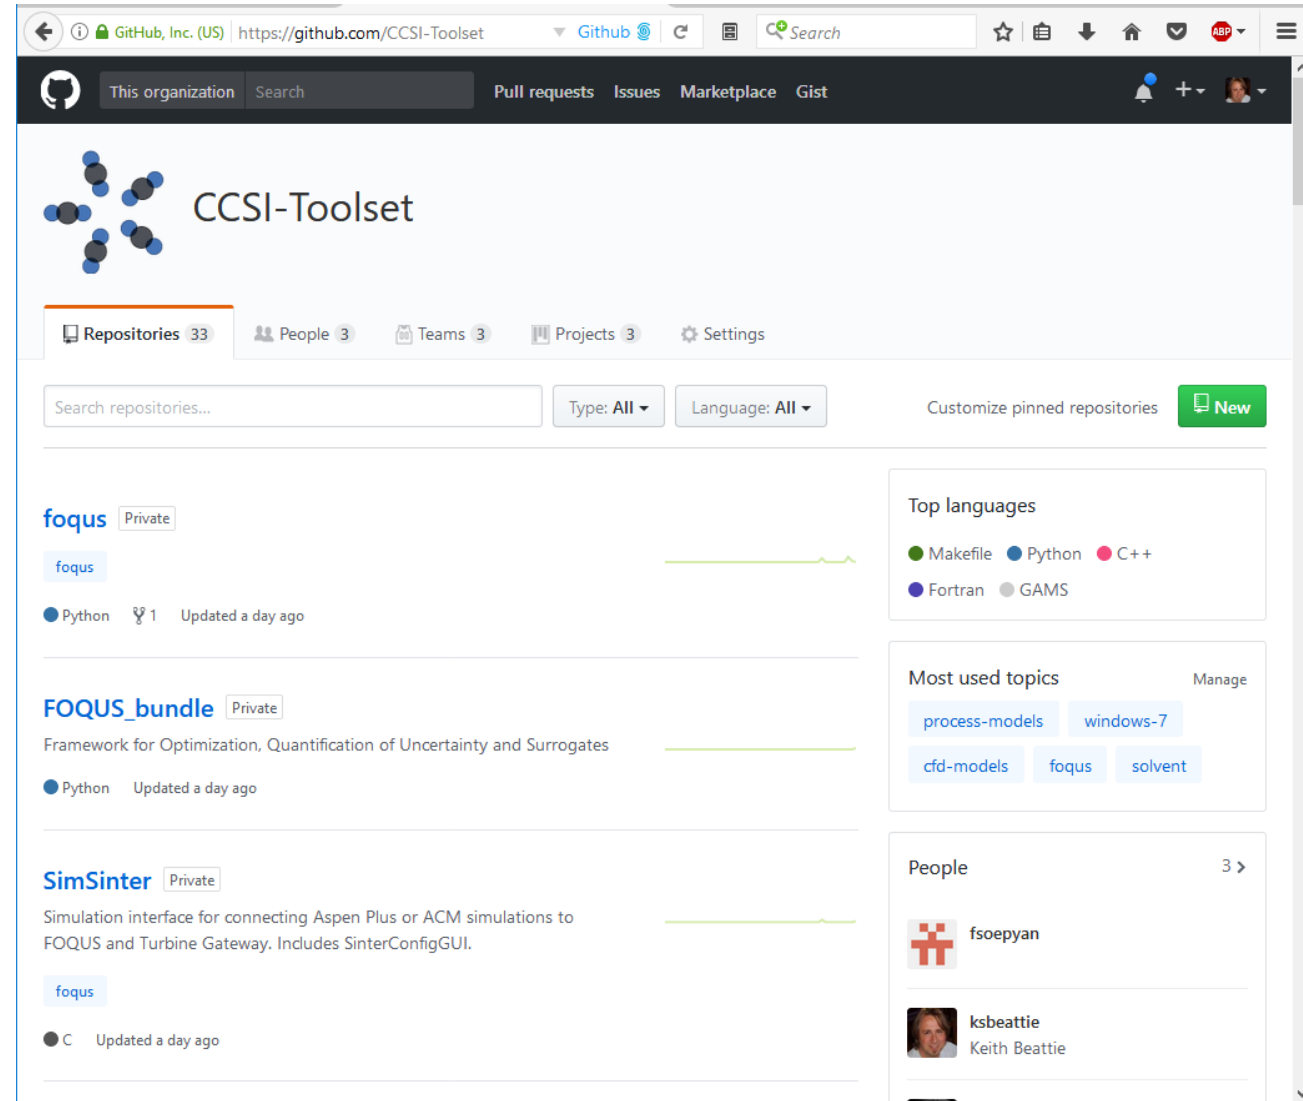 GitHub, Inc. (US) https://github.com/CCSI-Toolset Github Search ABP
This organization Search Pull requests Issues Marketplace Gist
CCSI-Toolset
Repositories 33 People 3 Teams 3 Projects 3 Settings
Search repositories... Type: All Language: All Customize pinned repositories New
foqus Private
foqus
Python 1 Updated a day ago
FOQUS_bundle Private
Framework for Optimization, Quantification of Uncertainty and Surrogates
Python Updated a day ago
SimSinter Private
Simulation interface for connecting Aspen Plus or ACM simulations to
FOQUS and Turbine Gateway. Includes SinterConfigGUI.
foqus
C Updated a day ago
Top languages
Makefile Python C++
Fortran GAMS
Most used topics Manage
process-models windows-7
cfd-models foqus solvent
People 3
fsoepyan
ksbeattie
Keith Beattie